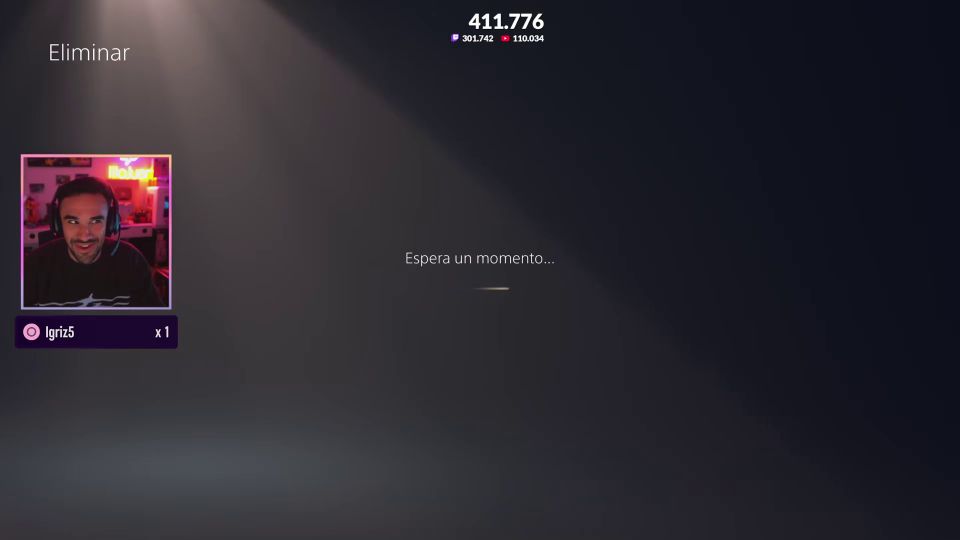 411.776
301.742 110.034
Eliminar
Espera un momento...
Igriz5 x 1